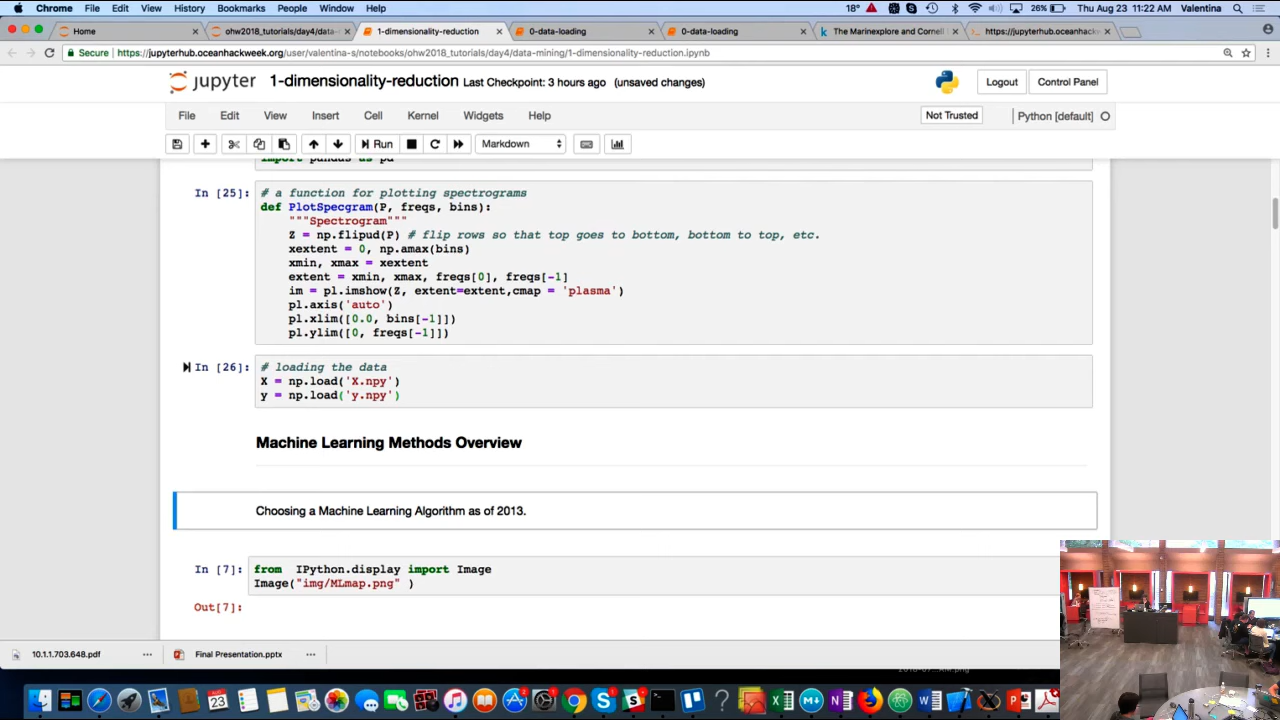 Chrome File Edit View History Bookmarks People Window Help 18° 26% Thu Aug 23 11:22 AM Valentina
Home ohw2018_tutorials/day4/data- 1-dimensionality-reduction 0-data-loading 0-data-loading The Marinexplore and Cornell https://jupyterhub.oceanhackw
Secure https://jupyterhub.oceanhackweek.org/user/valentina-s/notebooks/ohw2018_tutorials/day4/data-mining/1-dimensionality-reduction.ipynb
jupyter 1-dimensionality-reduction Last Checkpoint: 3 hours ago (unsaved changes) Logout Control Panel
File Edit View Insert Cell Kernel Widgets Help Not Trusted Python [default]
Run Markdown
import pandas as pd
In [25]: # a function for plotting spectrograms
def PlotSpecgram(P, freqs, bins):
"""Spectrogram"""
Z = np.flipud(P) # flip rows so that top goes to bottom, bottom to top, etc.
xextent = 0, np.amax(bins)
xmin, xmax = xextent
extent = xmin, xmax, freqs[0], freqs[-1]
im = pl.imshow(Z, extent=extent,cmap = 'plasma')
pl.axis('auto')
pl.xlim([0.0, bins[-1]])
pl.ylim([0, freqs[-1]])
In [26]: # loading the data
X = np.load('X.npy')
y = np.load('y.npy')
Machine Learning Methods Overview
Choosing a Machine Learning Algorithm as of 2013.
In [7]: from IPython.display import Image
Image("img/MLmap.png" )
Out[7]:
10.1.1.703.648.pdf Final Presentation.pptx